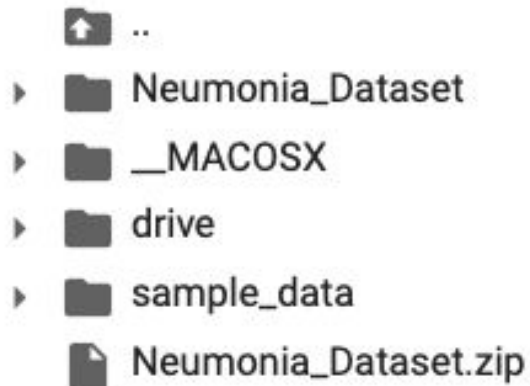 ..
Neumonia_Dataset
__MACOSX
drive
sample_data
Neumonia_Dataset.zip